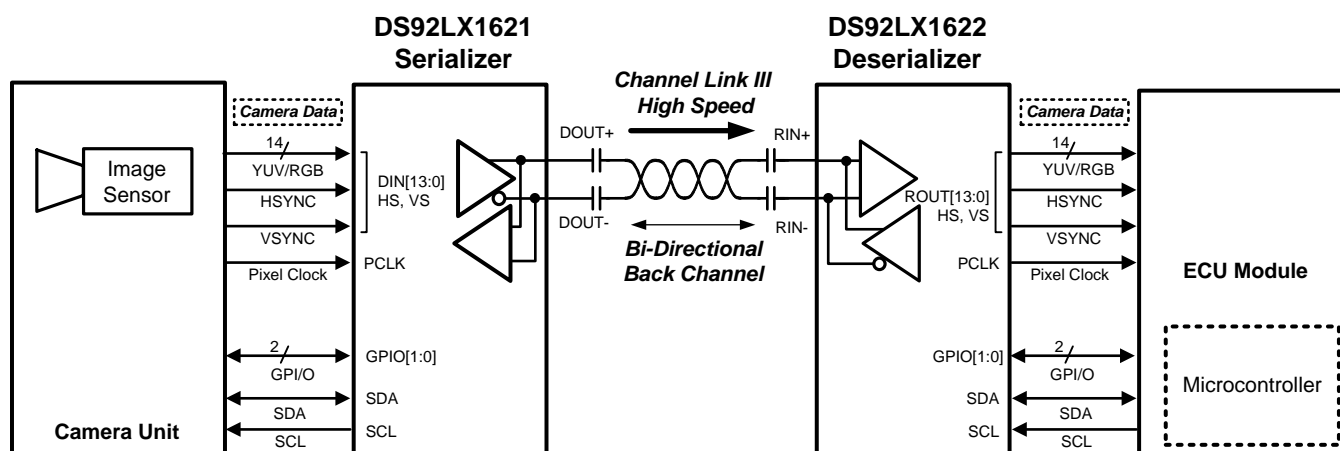 DS92LX1621
Serializer
DS92LX1622
Deserializer
Channel Link III
High Speed
Camera Data
14
YUV/RGB
HSYNC
VSYNC
Pixel Clock
2
GPI/O
SDA
SCL
Image
Sensor
Camera Unit
DIN[13:0]
HS, VS
PCLK
GPIO[1:0]
SDA
SCL
DOUT+
DOUT-
RIN+
RIN-
Bi-Directional
Back Channel
ROUT[13:0]
HS, VS
PCLK
GPIO[1:0]
SDA
SCL
Camera Data
14
YUV/RGB
HSYNC
VSYNC
Pixel Clock
2
GPI/O
SDA
SCL
ECU Module
Microcontroller